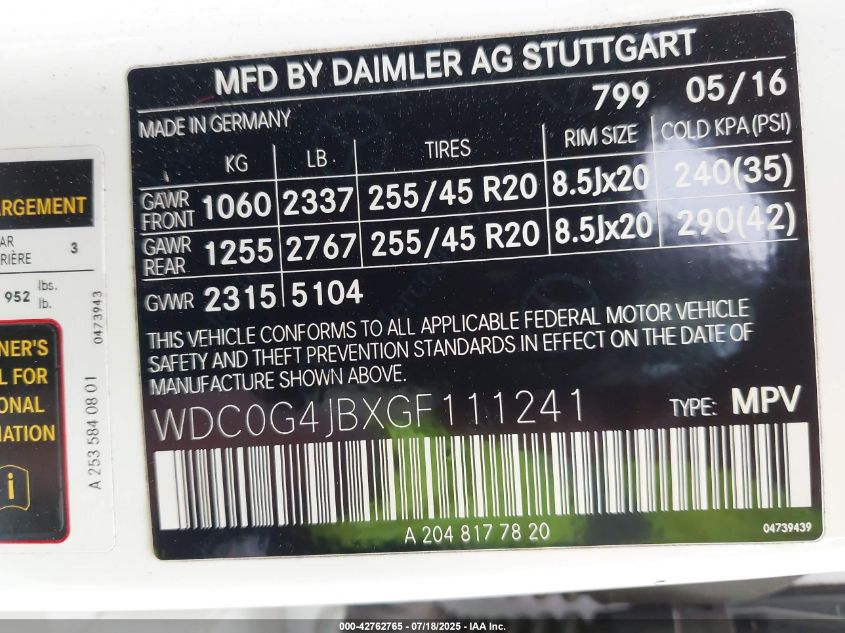 MFD BY DAIMLER AG STUTTGART
799 05/16
MADE IN GERMANY
KG LB TIRES RIM SIZE COLD KPA (PSI)
GAWR FRONT 1060 2337 255/45 R20 8.5Jx20 240(35)
GAWR REAR 1255 2767 255/45 R20 8.5Jx20 290(42)
GVWR 2315 5104
THIS VEHICLE CONFORMS TO ALL APPLICABLE FEDERAL MOTOR VEHICLE
SAFETY AND THEFT PREVENTION STANDARDS IN EFFECT ON THE DATE OF
MANUFACTURE SHOWN ABOVE.
WDC0G4JBXGF111241 TYPE: MPV
A 204 817 78 20 04739439
ARGEMENT
AR
RIÈRE 3
952 lbs.
lb.
0473943
NER'S
L FOR
ONAL
MATION
i
A 253 584 08 01
000-42762765 - 07/18/2025 - IAA Inc.